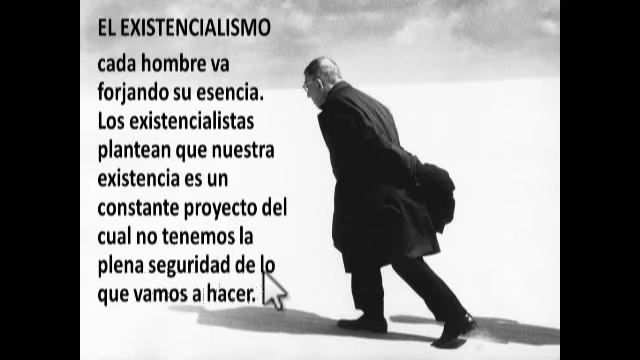 EL EXISTENCIALISMO
cada hombre va
forjando su esencia.
Los existencialistas
plantean que nuestra
existencia es un
constante proyecto del
cual no tenemos la
plena seguridad de lo
que vamos a hacer.